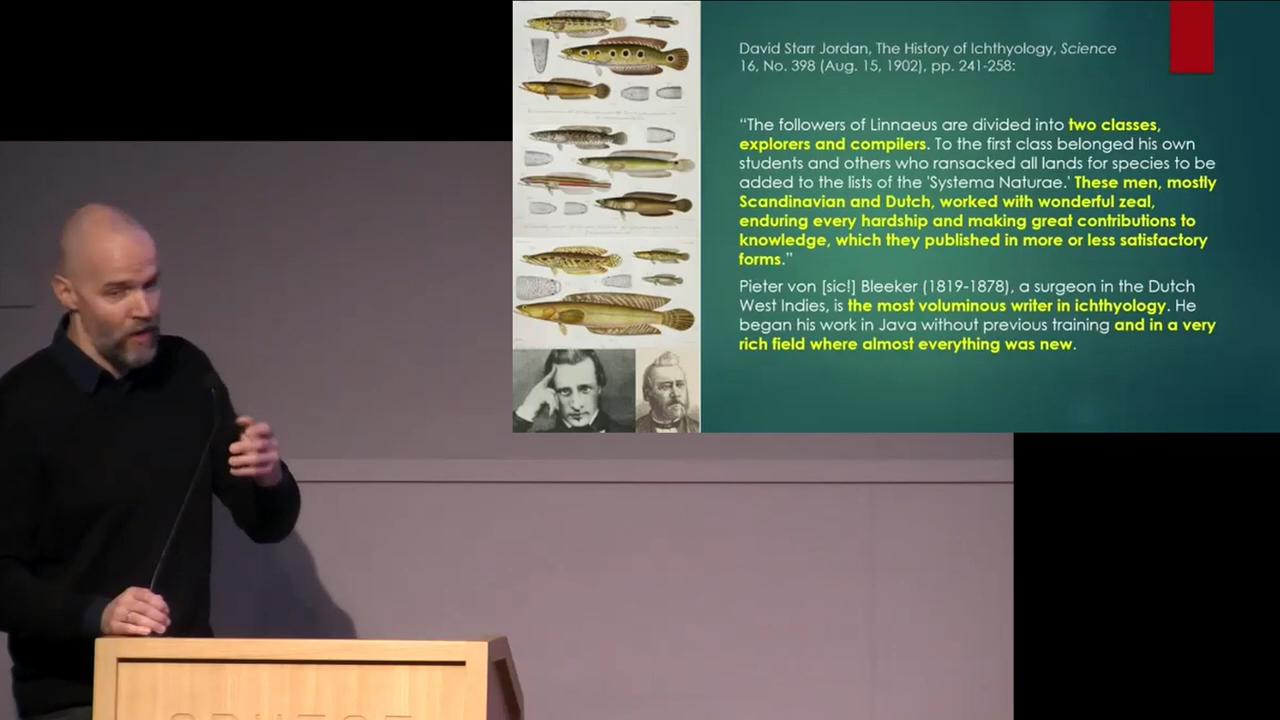 David Starr Jordan, The History of Ichthyology, Science
16, No. 398 (Aug. 15, 1902), pp. 241-258:
“The followers of Linnaeus are divided into two classes,
explorers and compilers. To the first class belonged his own
students and others who ransacked all lands for species to be
added to the lists of the 'Systema Naturae.' These men, mostly
Scandinavian and Dutch, worked with wonderful zeal,
enduring every hardship and making great contributions to
knowledge, which they published in more or less satisfactory
forms.”
Pieter von [sic!] Bleeker (1819-1878), a surgeon in the Dutch
West Indies, is the most voluminous writer in ichthyology. He
began his work in Java without previous training and in a very
rich field where almost everything was new.